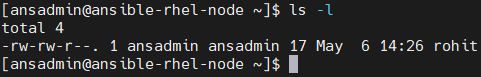 [ansadmin@ansible-rhel-node ~]$ ls -l
total 4
-rw-rw-r--. 1 ansadmin ansadmin 17 May  6 14:26 rohit
[ansadmin@ansible-rhel-node ~]$